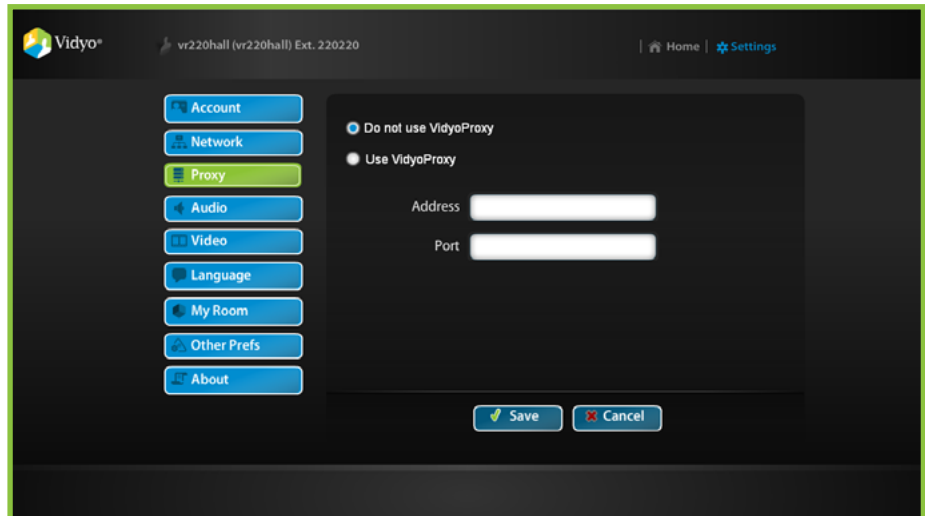 Vidyo®
vr220hall (vr220hall) Ext. 220220
| Home | Settings
Account
Network
Proxy
Audio
Video
Language
My Room
Other Prefs
About
Do not use VidyoProxy
Use VidyoProxy
Address
Port
Save
Cancel